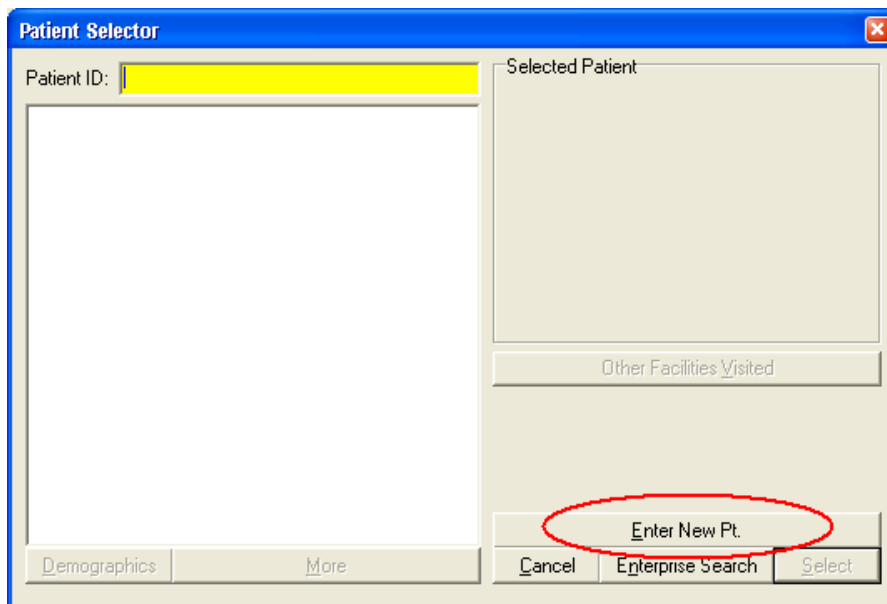 Patient Selector
Patient ID:
Selected Patient
Other Facilities Visited
Enter New Pt.
Demographics
More
Cancel
Enterprise Search
Select